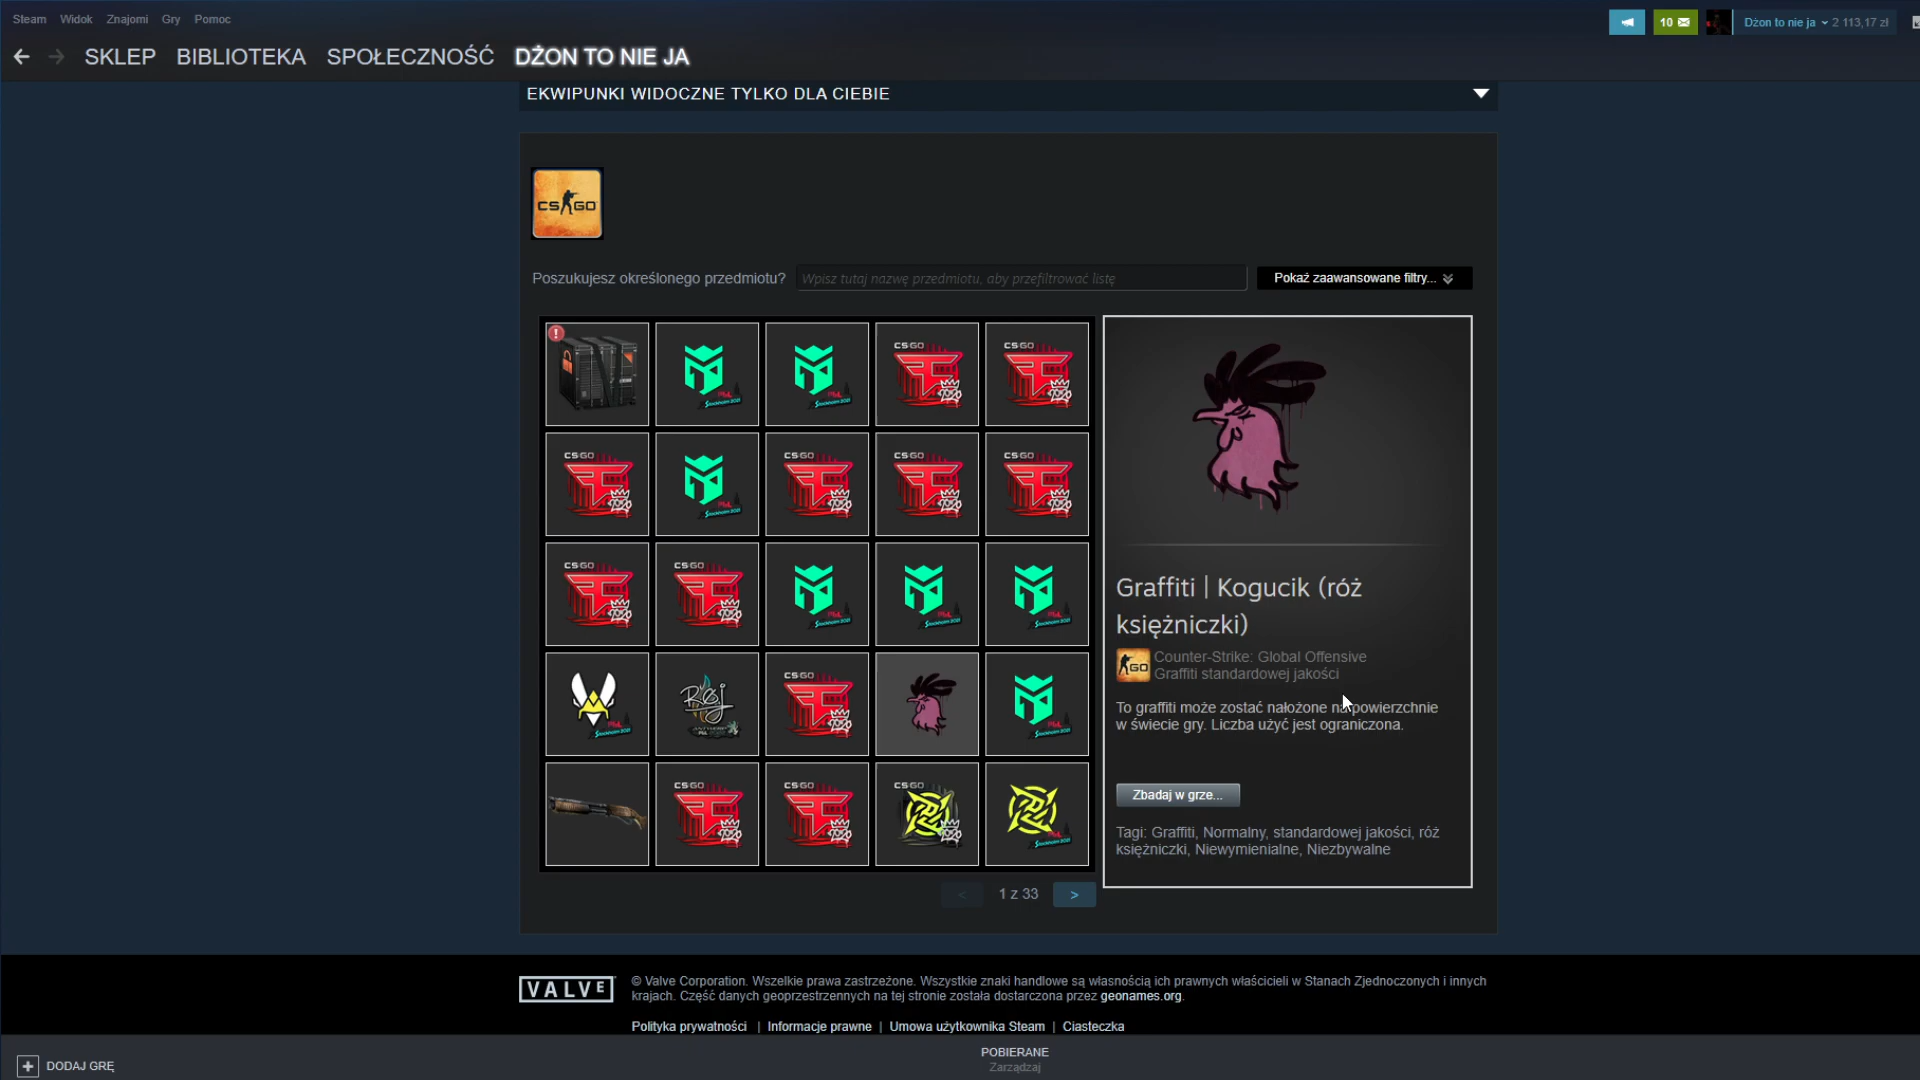 Steam Widok Znajomi Gry Pomoc
10
Dżon to nie ja 2 113,17 zł
SKLEP BIBLIOTEKA SPOŁECZNOŚĆ DŻON TO NIE JA
EKWIPUNKI WIDOCZNE TYLKO DLA CIEBIE
CS GO
Poszukujesz określonego przedmiotu? Wpisz tutaj nazwę przedmiotu, aby przefiltrować listę Pokaż zaawansowane filtry...
Graffiti | Kogucik (róż
księżniczki)
Counter-Strike: Global Offensive
Graffiti standardowej jakości
To graffiti może zostać nałożone na powierzchnie
w świecie gry. Liczba użyć jest ograniczona.
Zbadaj w grze...
Tagi: Graffiti, Normalny, standardowej jakości, róż
księżniczki, Niewymienialne, Niezbywalne
< 1 z 33 >
VALVE
© Valve Corporation. Wszelkie prawa zastrzeżone. Wszystkie znaki handlowe są własnością ich prawnych właścicieli w Stanach Zjednoczonych i innych
krajach. Część danych geoprzestrzennych na tej stronie została dostarczona przez geonames.org.
Polityka prywatności | Informacje prawne | Umowa użytkownika Steam | Ciasteczka
DODAJ GRĘ
POBIERANE
Zarządzaj